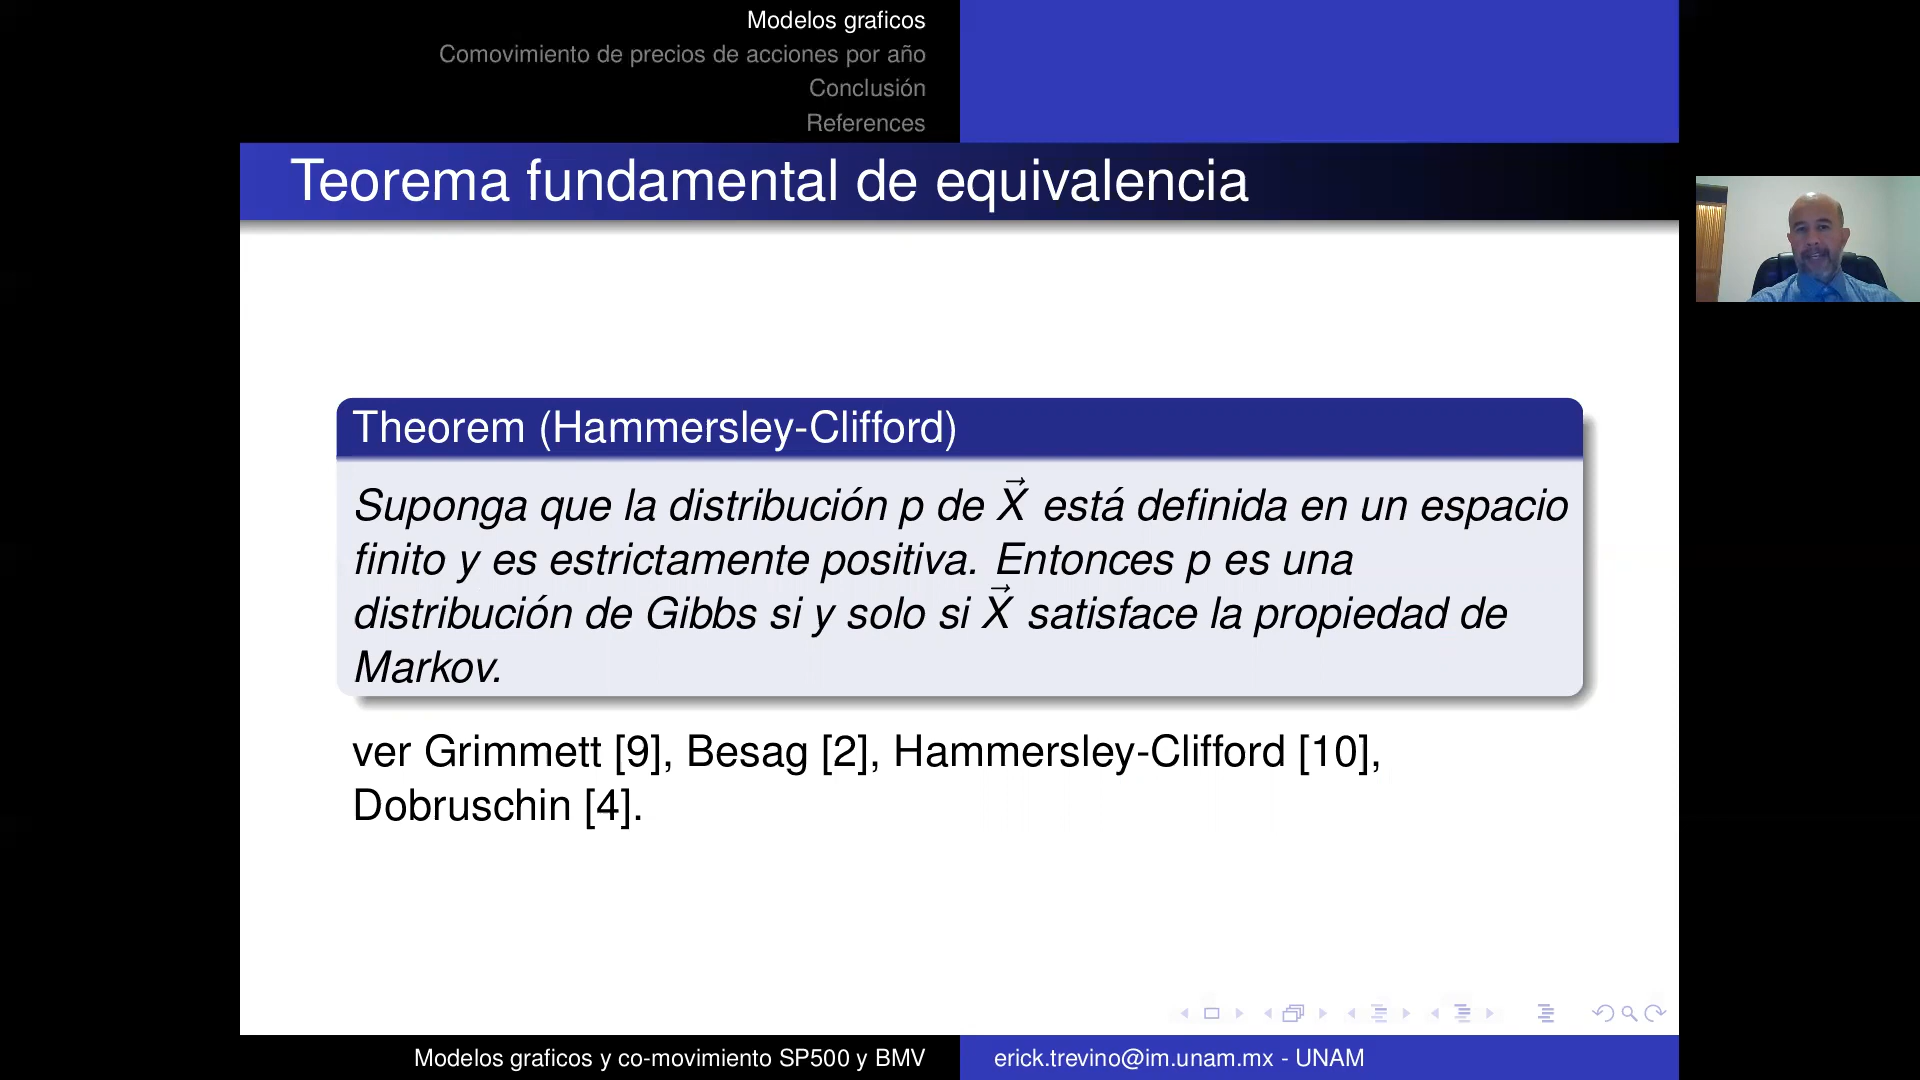 Modelos graficos
Comovimiento de precios de acciones por año
Conclusión
References
Teorema fundamental de equivalencia
Theorem (Hammersley-Clifford)
Suponga que la distribución p de X⃗ está definida en un espacio
finito y es estrictamente positiva. Entonces p es una
distribución de Gibbs si y solo si X⃗ satisface la propiedad de
Markov.
ver Grimmett [9], Besag [2], Hammersley-Clifford [10],
Dobruschin [4].
Modelos graficos y co-movimiento SP500 y BMV
erick.trevino@im.unam.mx - UNAM